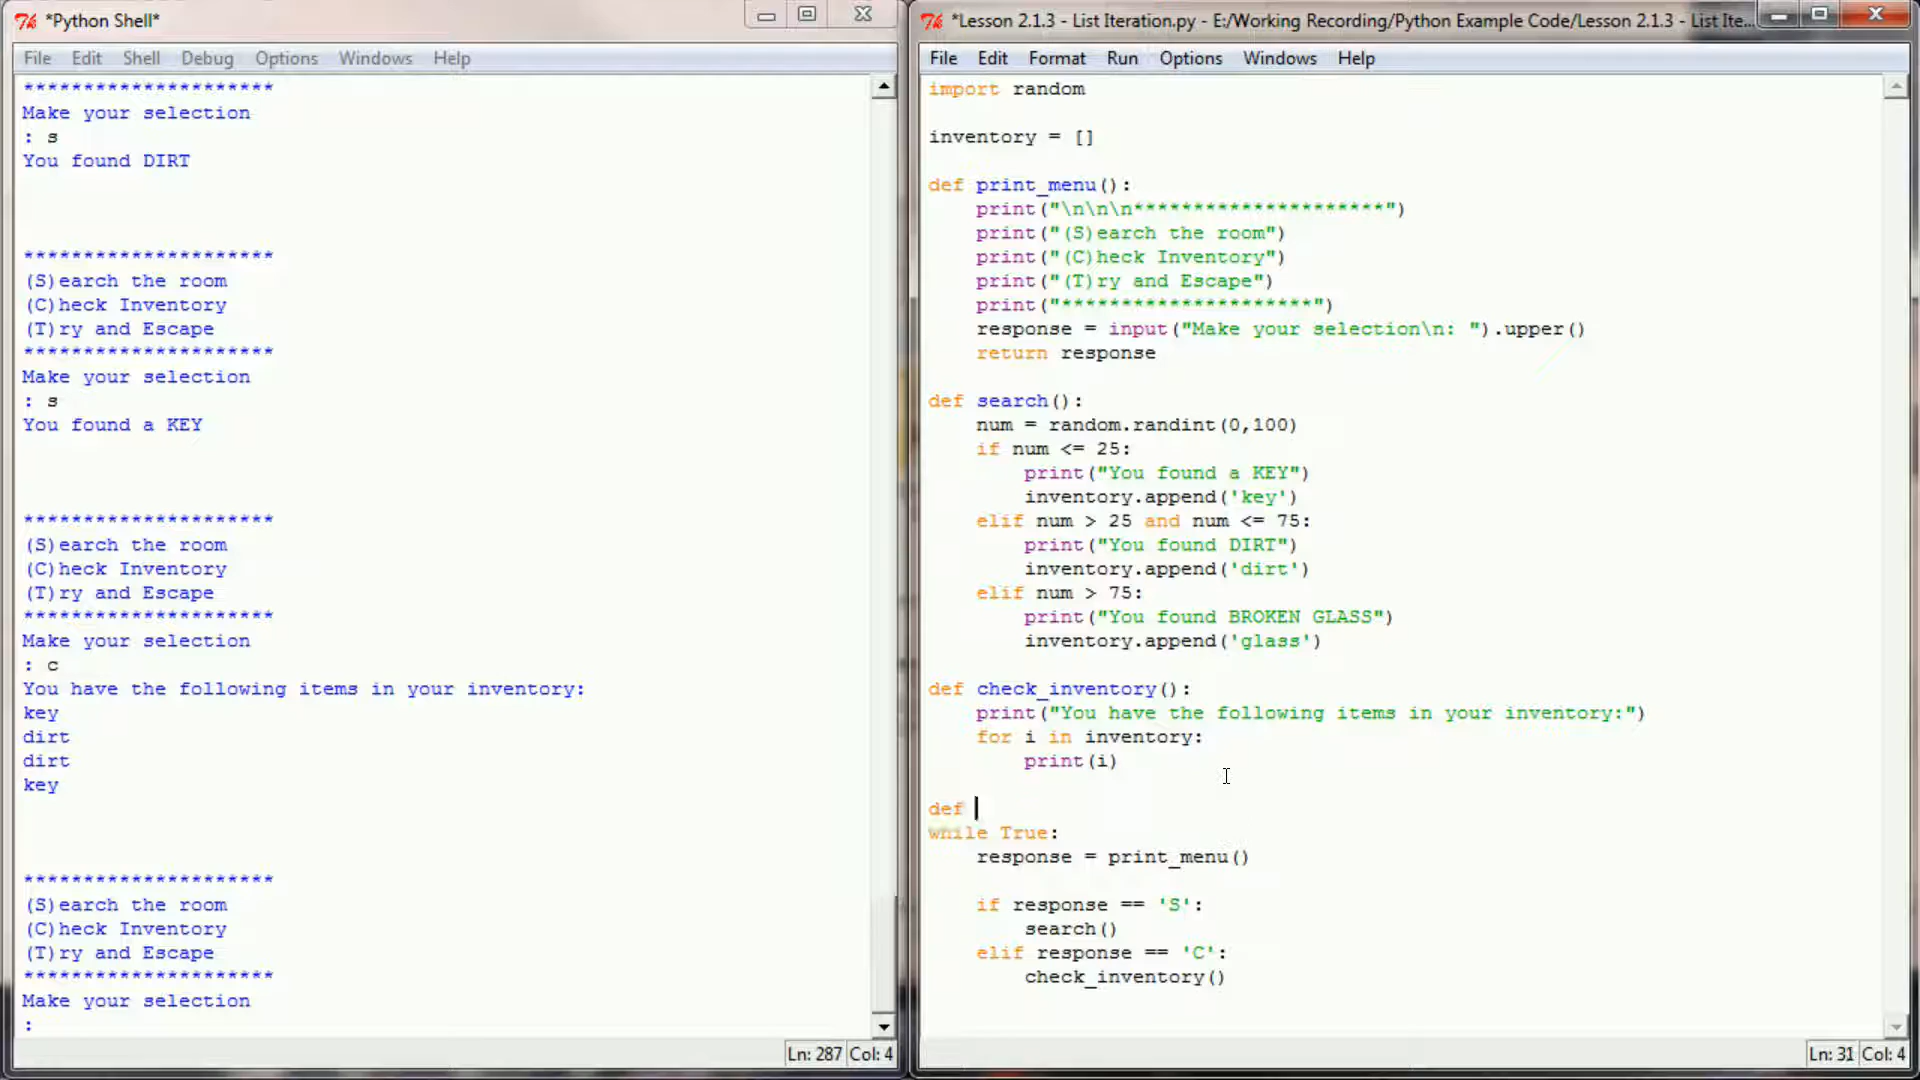 *Python Shell*
File Edit Shell Debug Options Windows Help
*********************
Make your selection
: s
You found DIRT
*********************
(S)earch the room
(C)heck Inventory
(T)ry and Escape
*********************
Make your selection
: s
You found a KEY
*********************
(S)earch the room
(C)heck Inventory
(T)ry and Escape
*********************
Make your selection
: c
You have the following items in your inventory:
key
dirt
dirt
key
*********************
(S)earch the room
(C)heck Inventory
(T)ry and Escape
*********************
Make your selection
:
Ln: 287 Col: 4
*Lesson 2.1.3 - List Iteration.py - E:/Working Recording/Python Example Code/Lesson 2.1.3 - List Ite...
File Edit Format Run Options Windows Help
import random
inventory = []
def print_menu():
    print("\n\n\n*********************")
    print("(S)earch the room")
    print("(C)heck Inventory")
    print("(T)ry and Escape")
    print("*********************")
    response = input("Make your selection\n: ").upper()
    return response
def search():
    num = random.randint(0,100)
    if num <= 25:
        print("You found a KEY")
        inventory.append('key')
    elif num > 25 and num <= 75:
        print("You found DIRT")
        inventory.append('dirt')
    elif num > 75:
        print("You found BROKEN GLASS")
        inventory.append('glass')
def check_inventory():
    print("You have the following items in your inventory:")
    for i in inventory:
        print(i)
def
while True:
    response = print_menu()
    if response == 'S':
        search()
    elif response == 'C':
        check_inventory()
Ln: 31 Col: 4